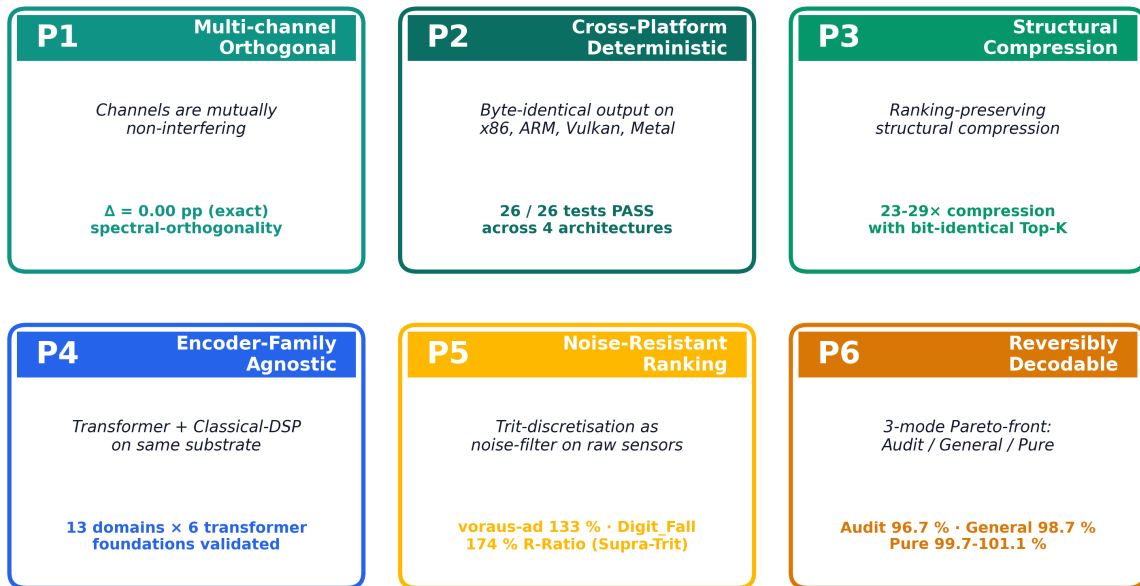 P1
Multi-channel
Orthogonal
Channels are mutually
non-interfering
Δ = 0.00 pp (exact)
spectral-orthogonality
P2
Cross-Platform
Deterministic
Byte-identical output on
x86, ARM, Vulkan, Metal
26 / 26 tests PASS
across 4 architectures
P3
Structural
Compression
Ranking-preserving
structural compression
23-29× compression
with bit-identical Top-K
P4
Encoder-Family
Agnostic
Transformer + Classical-DSP
on same substrate
13 domains × 6 transformer
foundations validated
P5
Noise-Resistant
Ranking
Trit-discretisation as
noise-filter on raw sensors
voraus-ad 133 % · Digit_Fall
174 % R-Ratio (Supra-Trit)
P6
Reversibly
Decodable
3-mode Pareto-front:
Audit / General / Pure
Audit 96.7 % · General 98.7 %
Pure 99.7-101.1 %